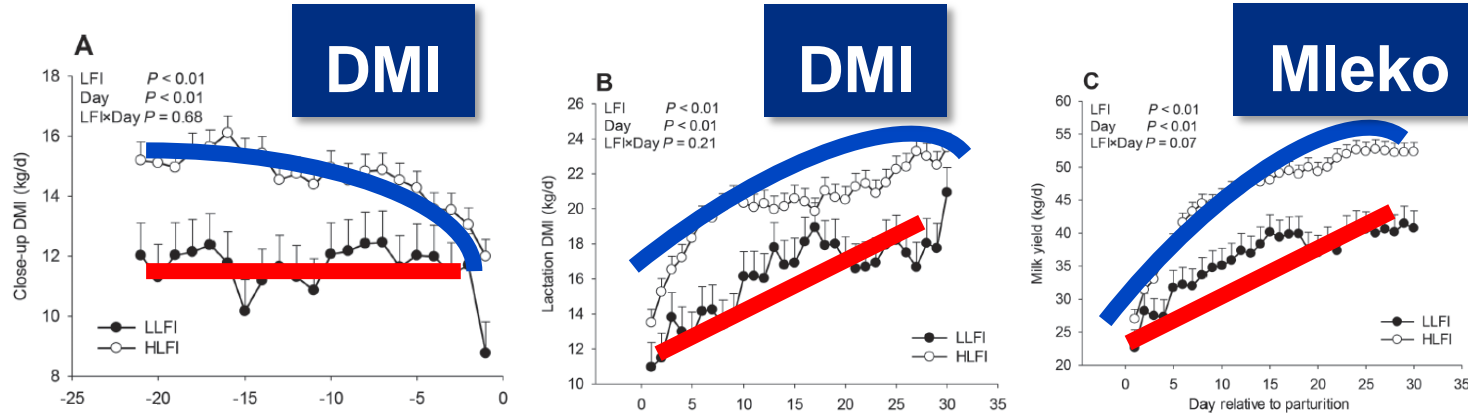 A
DMI
LFI P < 0.01
Day P < 0.01
LFI×Day P = 0.68
Close-up DMI (kg/d)
18
16
14
12
10
8
LLFI
HLFI
-25 -20 -15 -10 -5 0
B
DMI
LFI P < 0.01
Day P < 0.01
LFI×Day P = 0.21
Lactation DMI (kg/d)
26
24
22
20
18
16
14
12
10
LLFI
HLFI
0 5 10 15 20 25 30 35
C
Mleko
LFI P < 0.01
Day P < 0.01
LFI×Day P = 0.07
Milk yield (kg/d)
60
55
50
45
40
35
30
25
20
LLFI
HLFI
0 5 10 15 20 25 30 35
Day relative to parturition